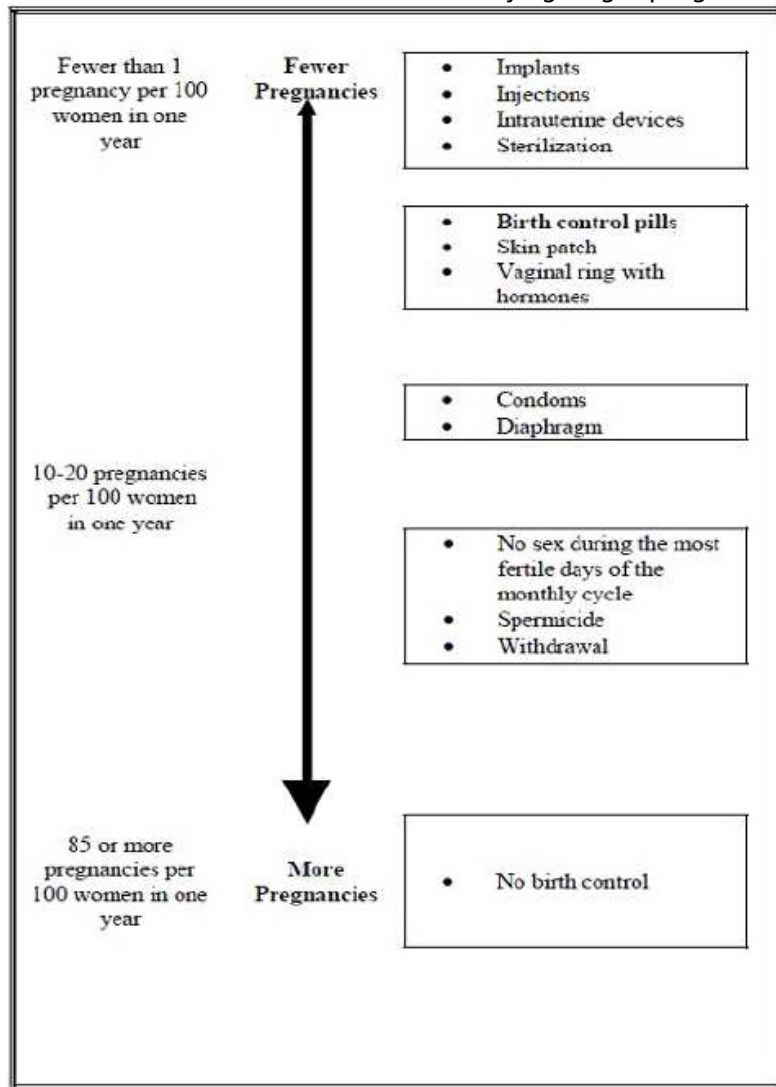 Fewer than 1
pregnancy per 100
women in one
year
Fewer
Pregnancies
• Implants
• Injections
• Intrauterine devices
• Sterilization
• Birth control pills
• Skin patch
• Vaginal ring with
hormones
• Condoms
• Diaphragm
10-20 pregnancies
per 100 women
in one year
• No sex during the most
fertile days of the
monthly cycle
• Spermicide
• Withdrawal
85 or more
pregnancies per
100 women in one
year
More
Pregnancies
• No birth control